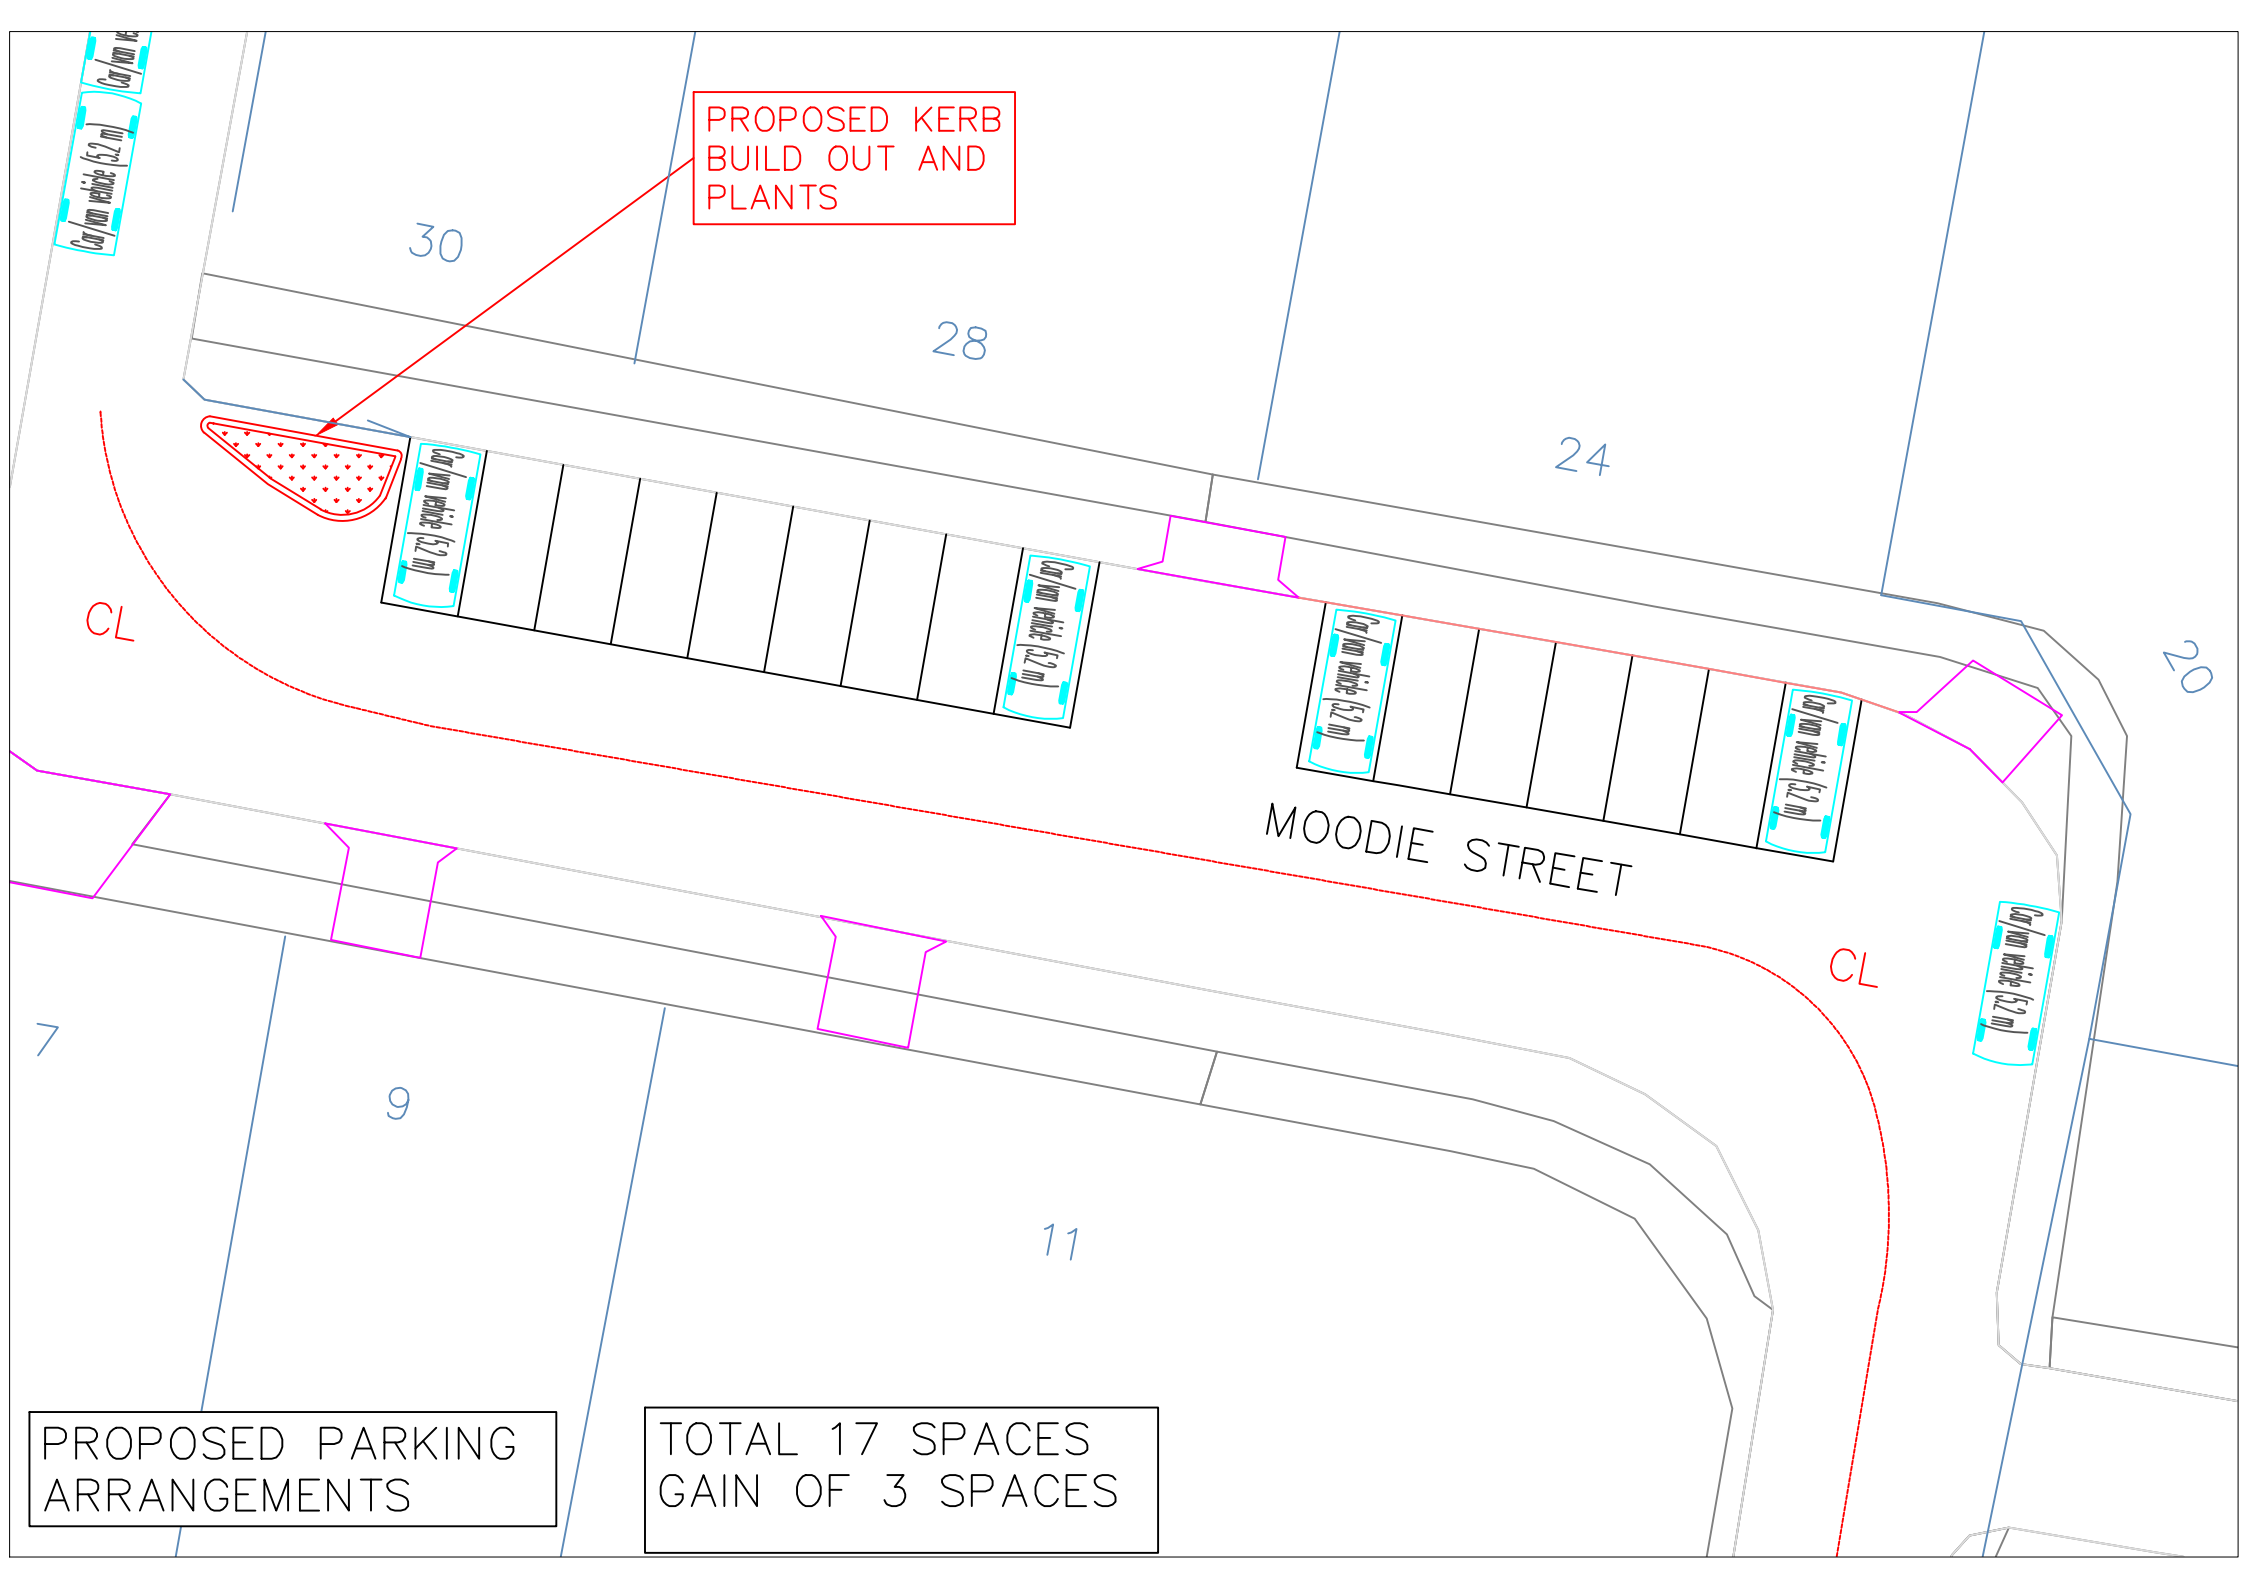 Car/van ve
Car/van vehicle (5.2 m)
PROPOSED KERB
BUILD OUT AND
PLANTS
30
28
24
20
Car/van vehicle (5.2 m)
Car/van vehicle (5.2 m)
Car/van vehicle (5.2 m)
Car/van vehicle (5.2 m)
CL
MOODIE STREET
CL
Car/van vehicle (5.2 m)
7
9
11
PROPOSED PARKING
ARRANGEMENTS
TOTAL 17 SPACES
GAIN OF 3 SPACES